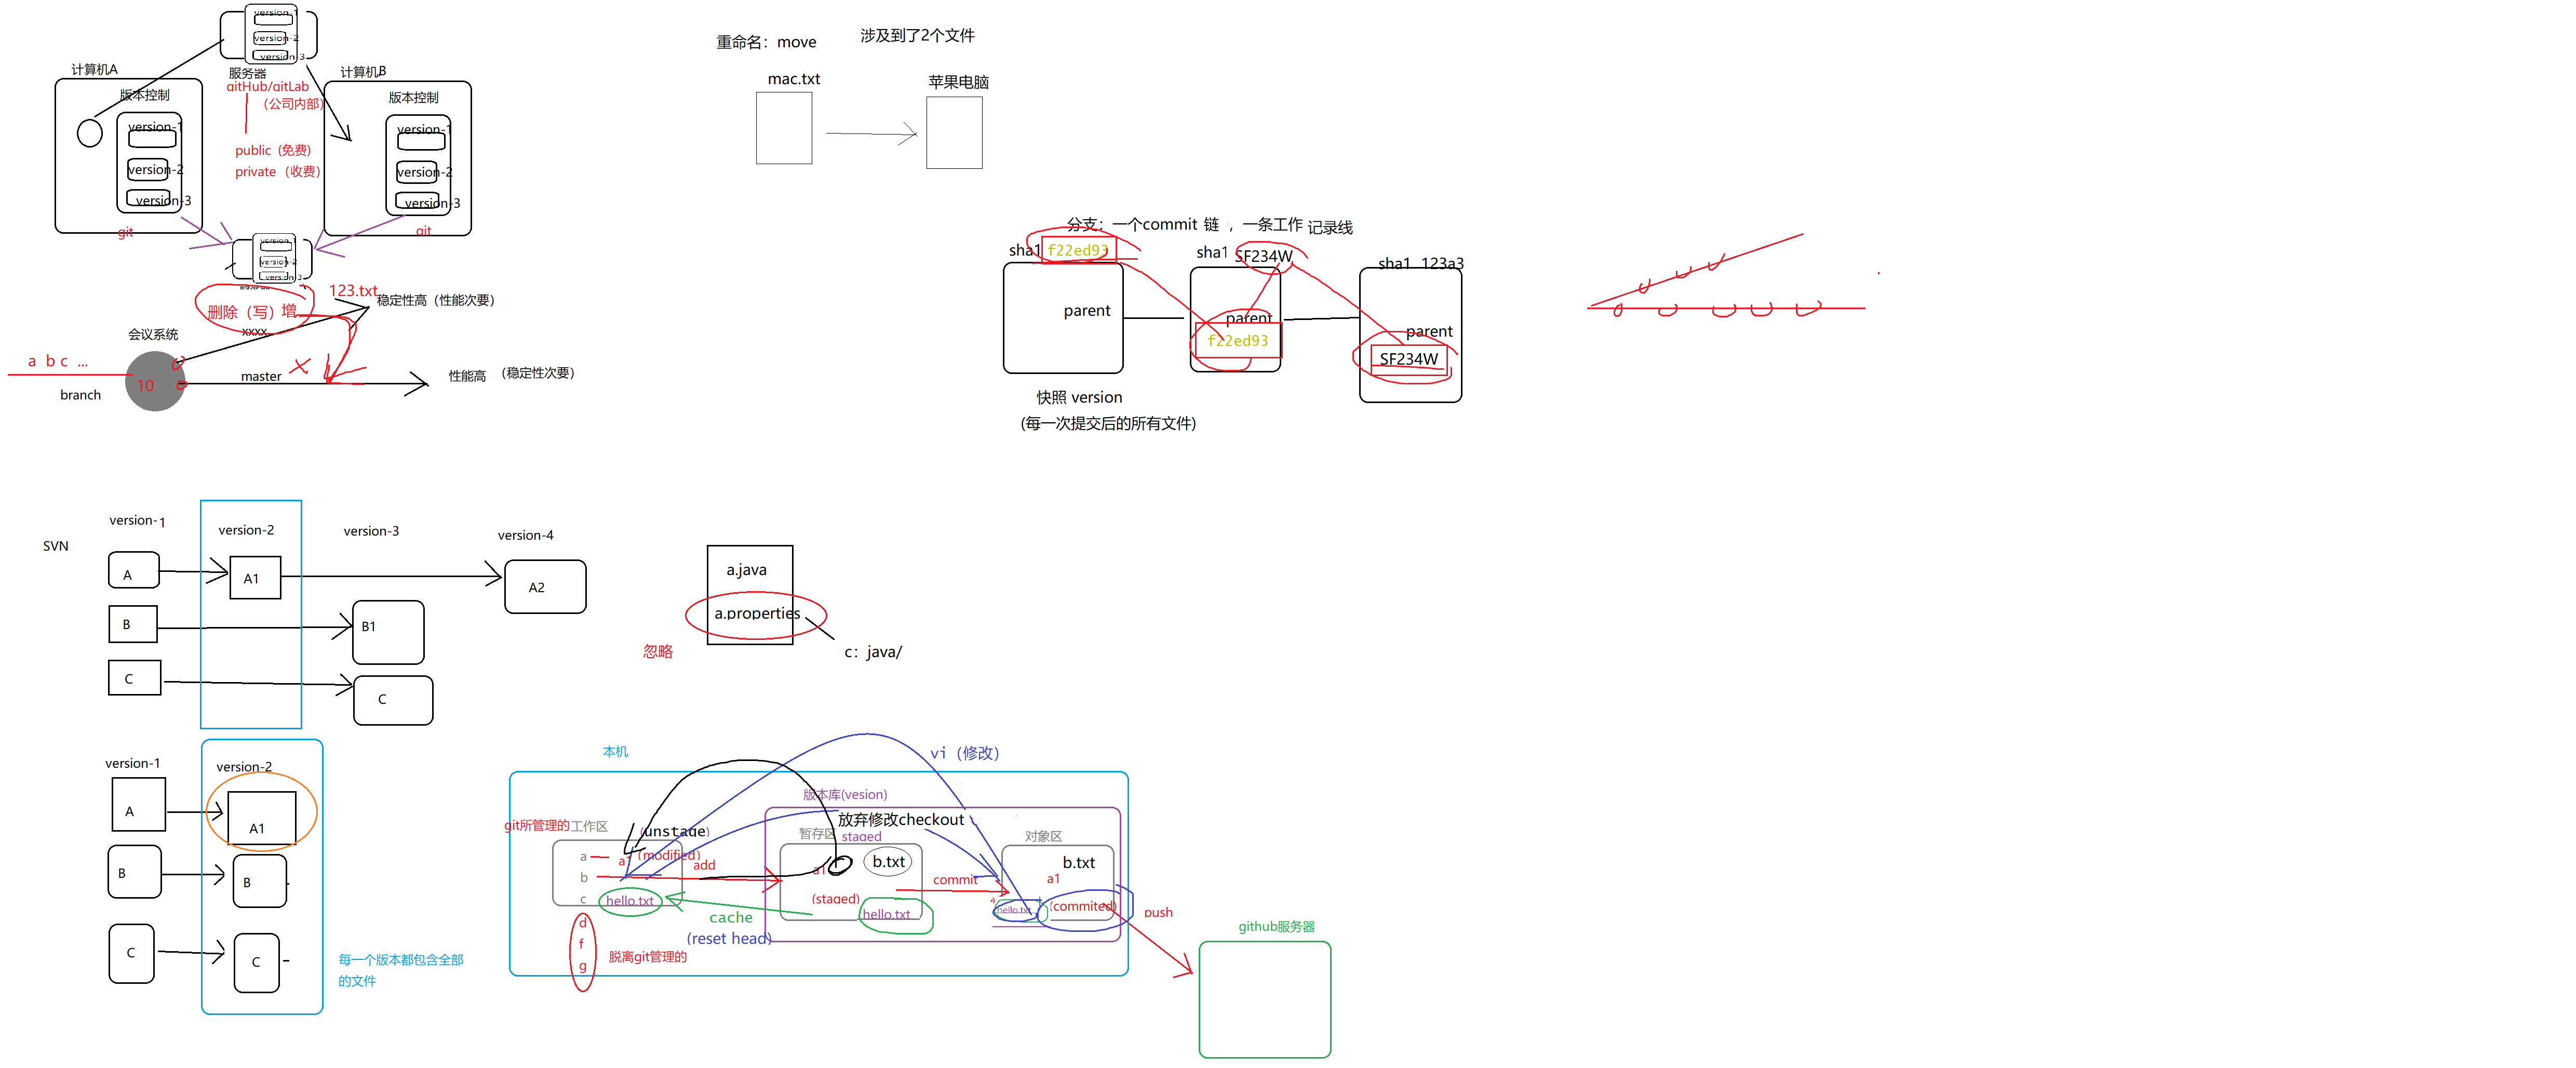 version-1
version-2
version-3
计算机A
服务器
计算机B
gitHub/gitLab
（公司内部）
版本控制
版本控制
version-1
version-2
version-3
public (免费)
private（收费）
version-1
version-2
version-3
git
git
version-1
version-2
version-3
123.txt
稳定性高（性能次要）
删除（写）增
xxxx
会议系统
a b c ...
10
branch
master
性能高
（稳定性次要）
重命名：move
涉及到了2个文件
mac.txt
苹果电脑
分支：一个commit 链 ，一条工作 记录线
sha1 f22ed93
sha1 SF234W
sha1 123a3
parent
parent
f22ed93
parent
SF234W
快照 version
(每一次提交后的所有文件)
SVN
version-1
version-2
version-3
version-4
A
A1
A2
B
B1
C
C
a.java
a.properties
忽略
c：java/
version-1
version-2
A
A1
B
B
C
C
每一个版本都包含全部
的文件
本机
vi（修改）
版本库(vesion)
git所管理的 工作区
(unstage)
放弃修改checkout
暂存区 staged
对象区
a
a1 (modified)
b
c
hello.txt
add
a1
b.txt
(staged)
hello.txt
commit
b.txt
a1
hello.txt
(commited)
push
cache
(reset head)
d
f
g
脱离git管理的
github服务器